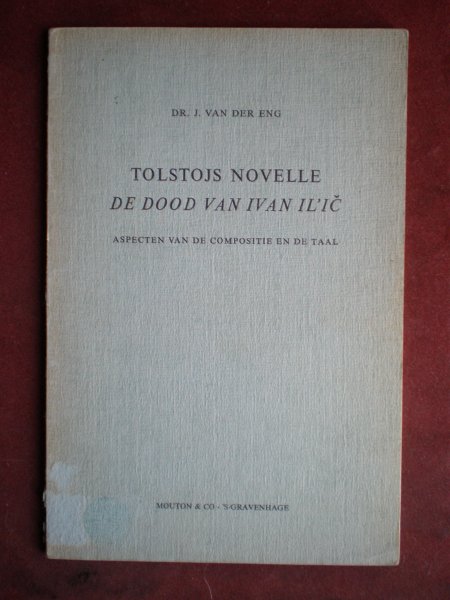 DR. J. VAN DER ENG
TOLSTOJS NOVELLE
DE DOOD VAN IVAN IL'IČ
ASPECTEN VAN DE COMPOSITIE EN DE TAAL
MOUTON & CO - 'S-GRAVENHAGE